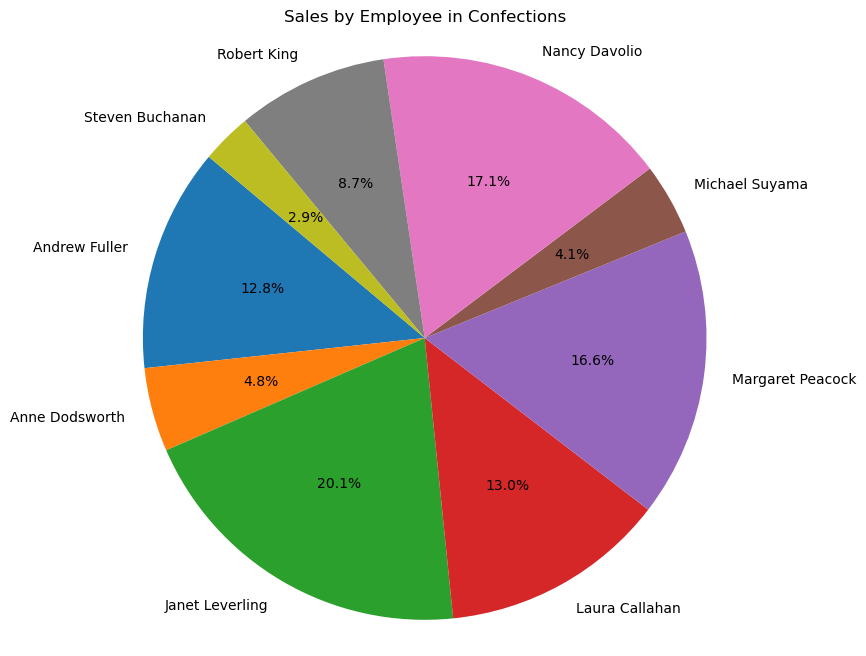 Sales by Employee in Confections
Robert King
Nancy Davolio
Steven Buchanan
Michael Suyama
17.1%
8.7%
2.9%
4.1%
Andrew Fuller
12.8%
16.6%
Margaret Peacock
4.8%
Anne Dodsworth
20.1%
13.0%
Janet Leverling
Laura Callahan